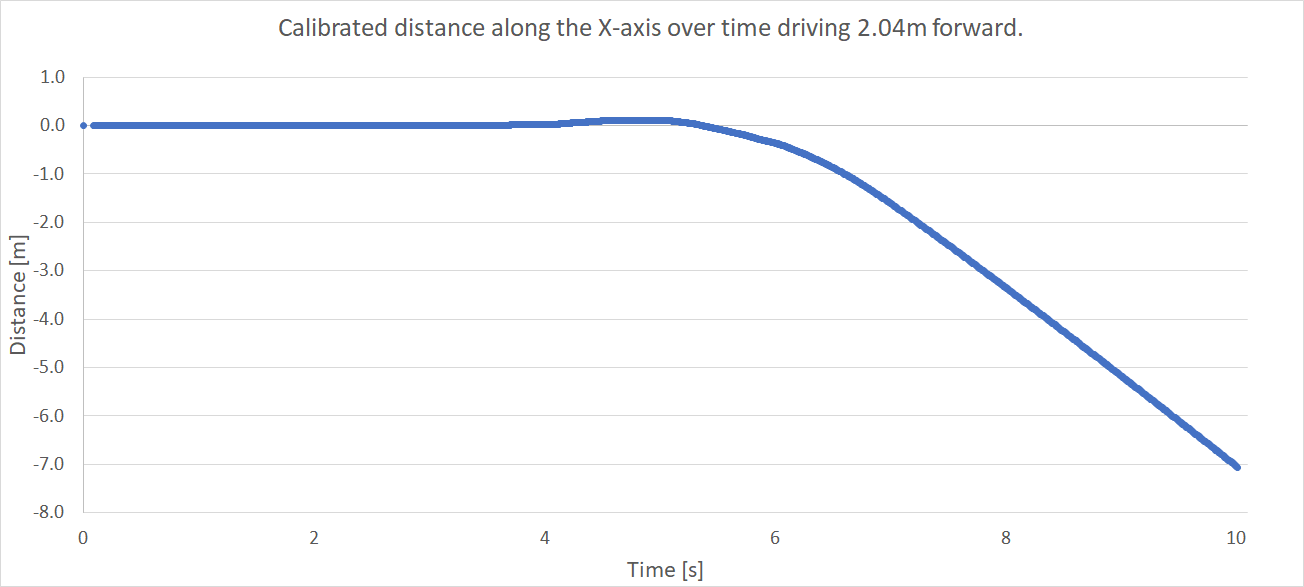 Calibrated distance along the X-axis over time driving 2.04m forward.
1.0
0.0
-1.0
-2.0
-3.0
-4.0
-5.0
-6.0
-7.0
-8.0
Distance [m]
0 2 4 6 8 10
Time [s]